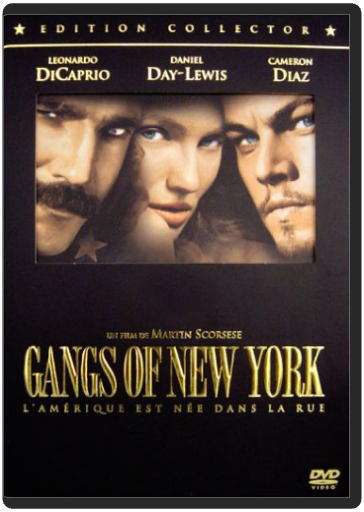 ★ EDITION COLLECTOR ★
LEONARDO DANIEL CAMERON
DICAPRIO DAY-LEWIS DIAZ
UN FILM DE MARTIN SCORSESE
GANGS OF NEW YORK
L'AMÉRIQUE EST NÉE DANS LA RUE
DVD
VIDEO